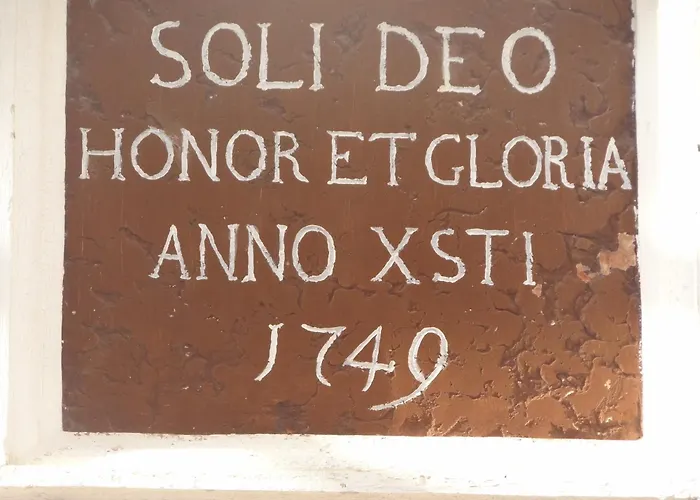 SOLI DEO
HONOR ET GLORIA
ANNO XSTI
1749